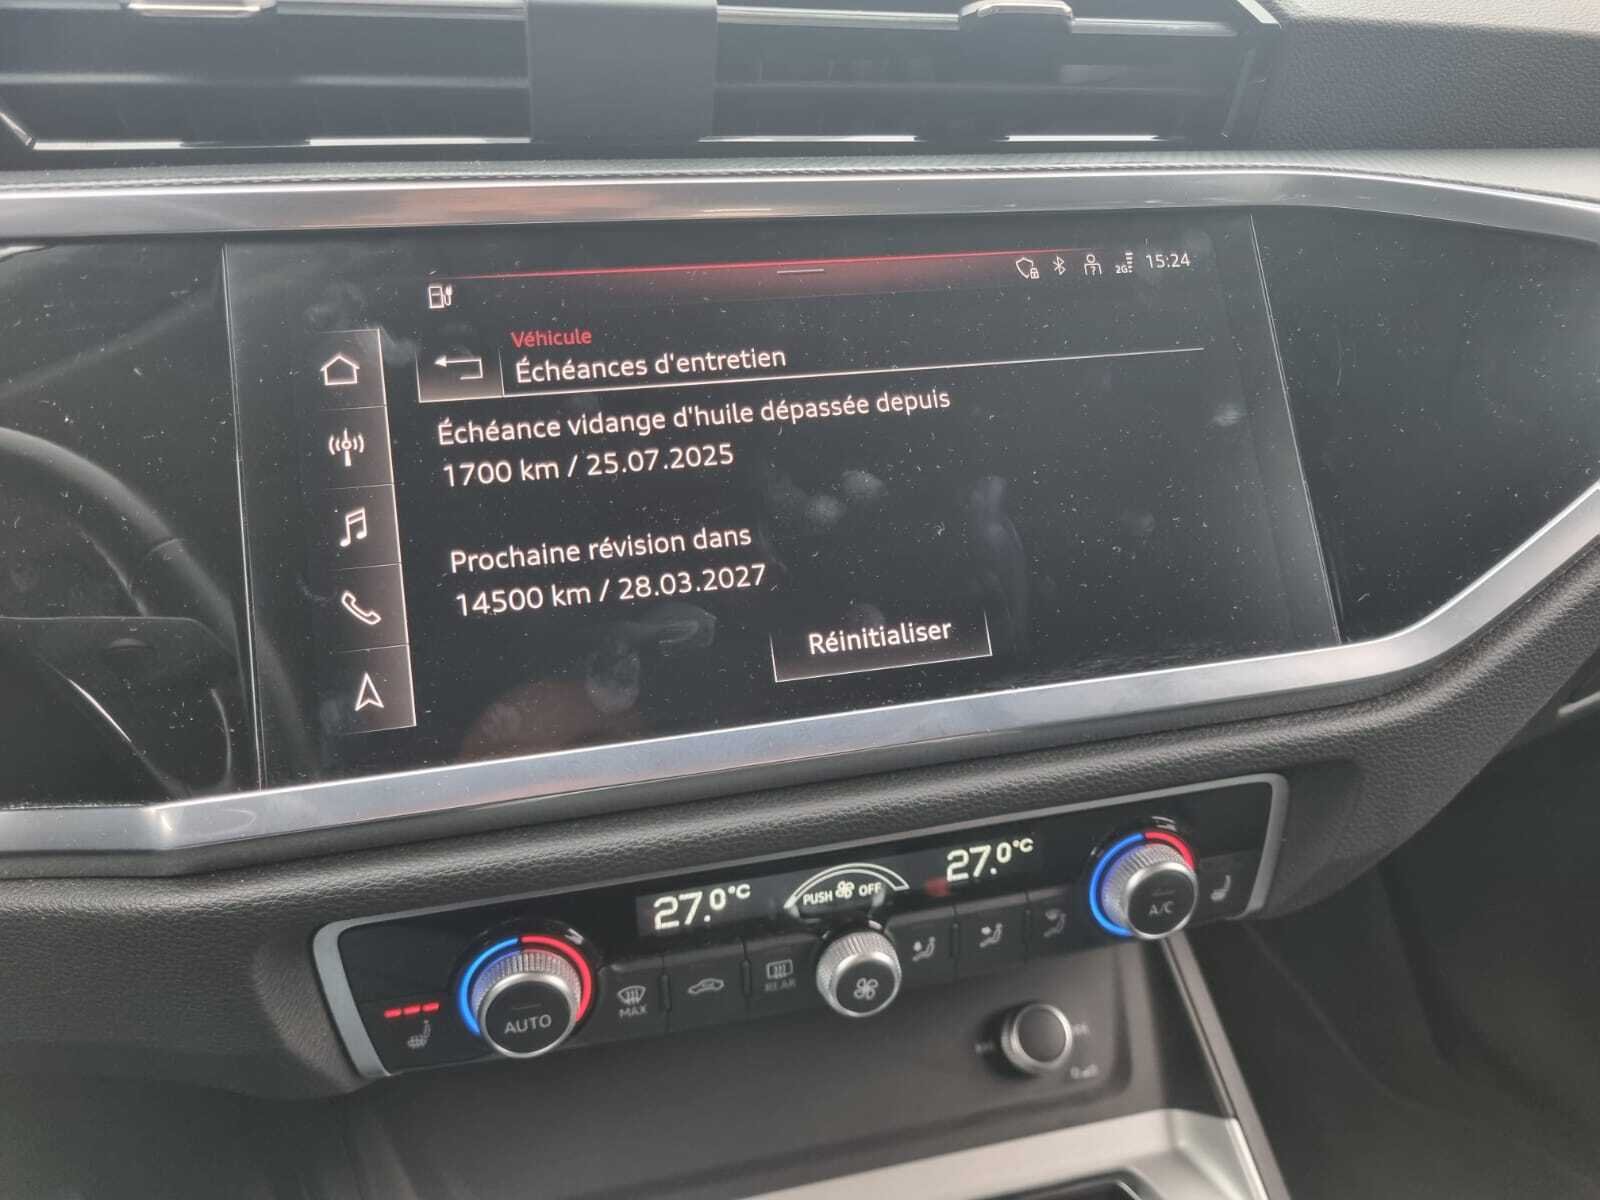 2G 15:24
Véhicule
Échéances d'entretien
Échéance vidange d'huile dépassée depuis
1700 km / 25.07.2025
Prochaine révision dans
14500 km / 28.03.2027
Réinitialiser
27.0°C PUSH OFF 27.0°C
AUTO MAX REAR A/C